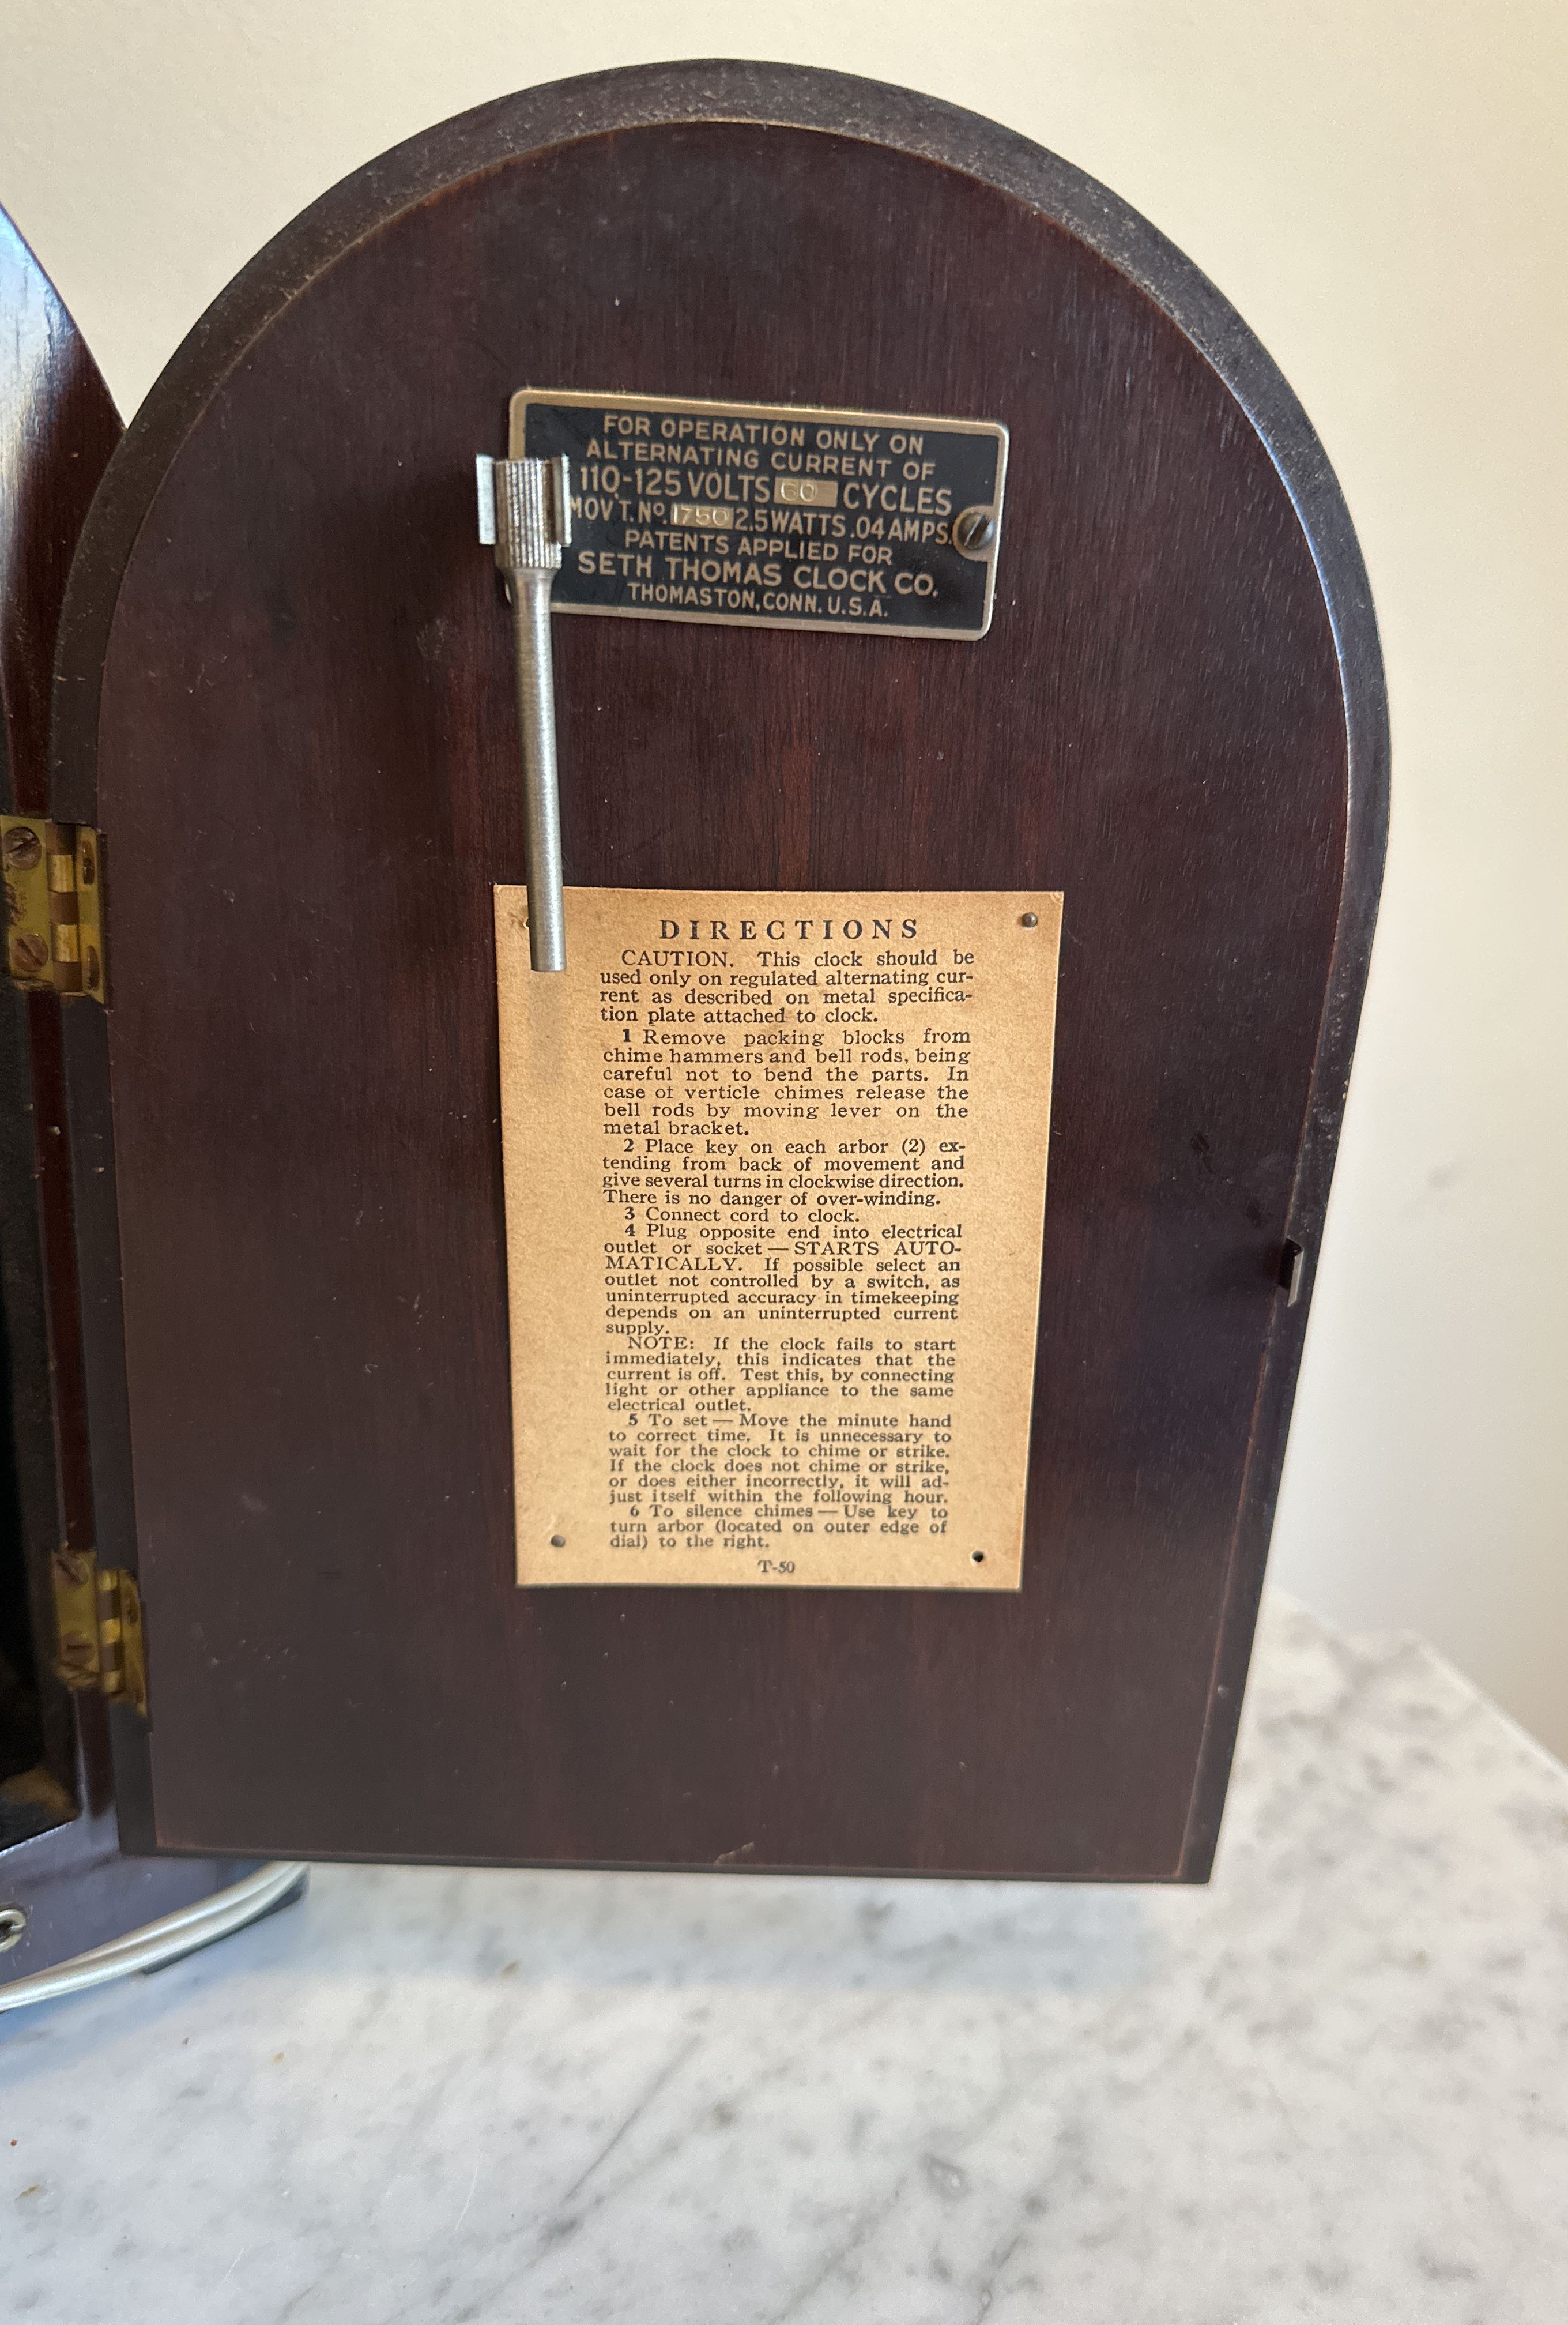 FOR OPERATION ONLY ON
ALTERNATING CURRENT OF
110-125 VOLTS 60 CYCLES
MOV'T. No. 1750 2.5 WATTS .04 AMPS.
PATENTS APPLIED FOR
SETH THOMAS CLOCK CO.
THOMASTON, CONN. U.S.A.
DIRECTIONS
CAUTION. This clock should be
used only on regulated alternating cur-
rent as described on metal specifica-
tion plate attached to clock.
1 Remove packing blocks from
chime hammers and bell rods, being
careful not to bend the parts. In
case of verticle chimes release the
bell rods by moving lever on the
metal bracket.
2 Place key on each arbor (2) ex-
tending from back of movement and
give several turns in clockwise direction.
There is no danger of over-winding.
3 Connect cord to clock.
4 Plug opposite end into electrical
outlet or socket — STARTS AUTO-
MATICALLY. If possible select an
outlet not controlled by a switch, as
uninterrupted accuracy in timekeeping
depends on an uninterrupted current
supply.
NOTE: If the clock fails to start
immediately, this indicates that the
current is off. Test this, by connecting
light or other appliance to the same
electrical outlet.
5 To set — Move the minute hand
to correct time. It is unnecessary to
wait for the clock to chime or strike.
If the clock does not chime or strike,
or does either incorrectly, it will ad-
just itself within the following hour.
6 To silence chimes — Use key to
turn arbor (located on outer edge of
dial) to the right.
T-50